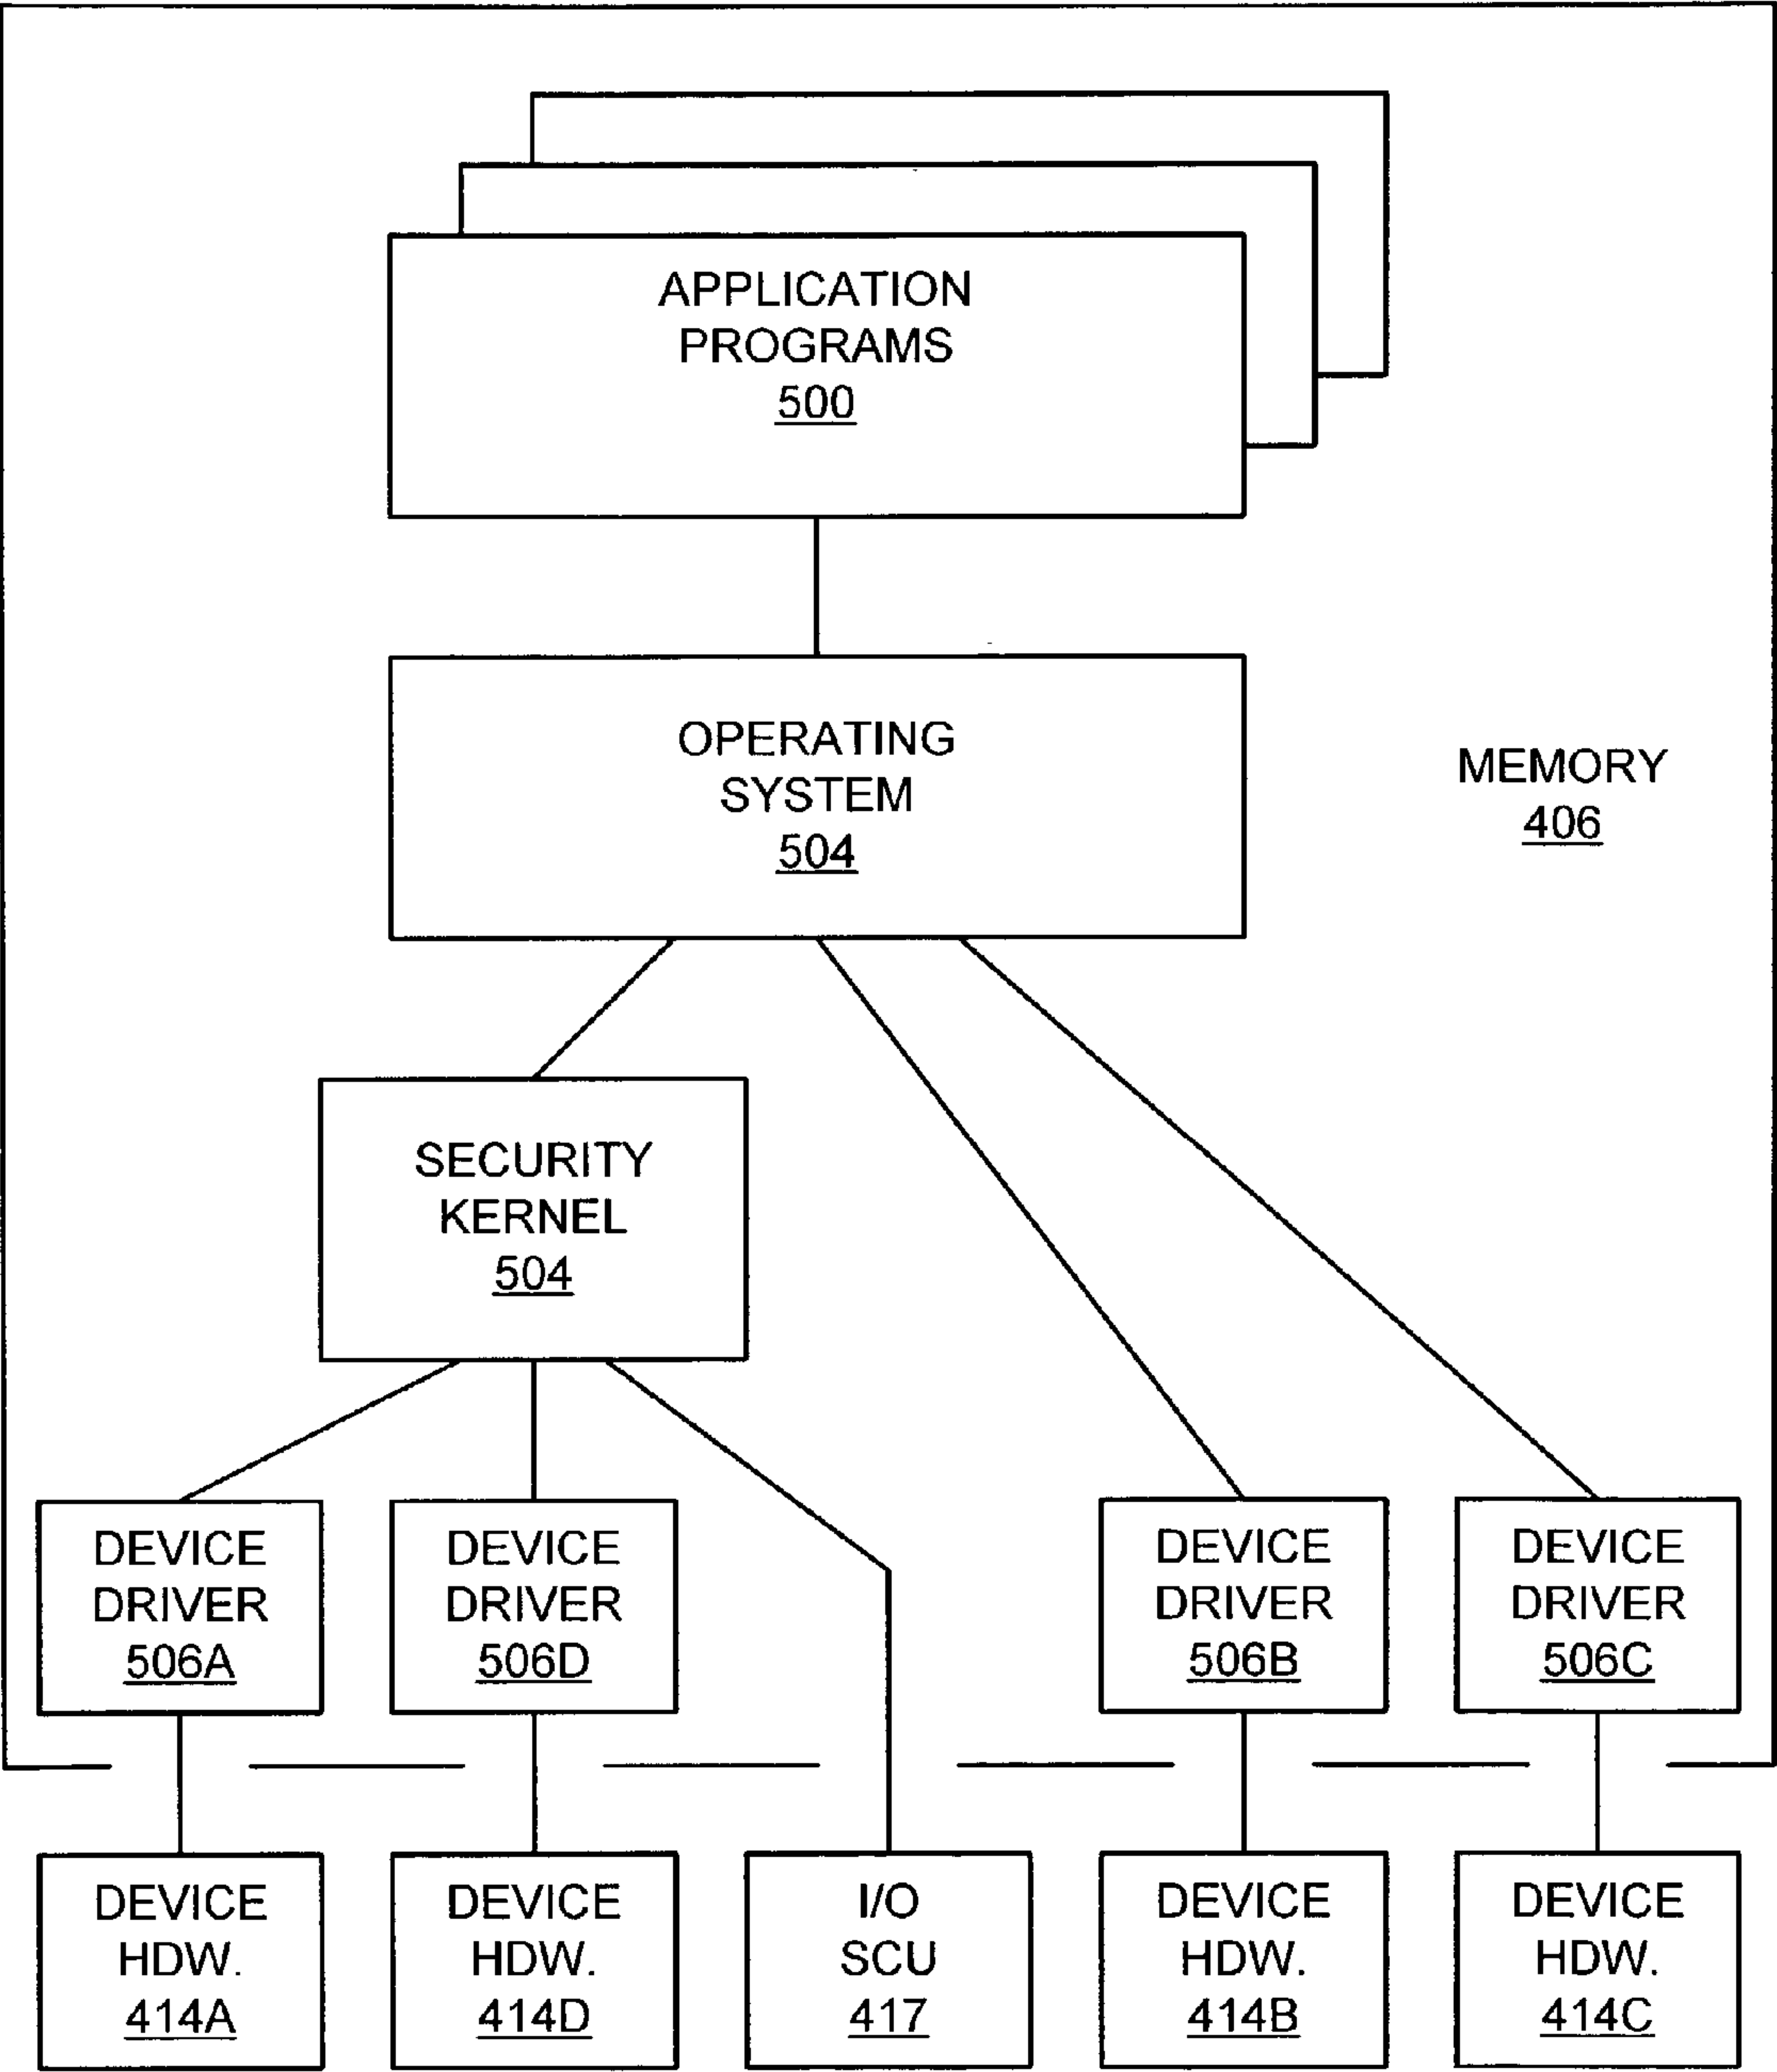 APPLICATION
PROGRAMS
500
OPERATING
SYSTEM
504
MEMORY
406
SECURITY
KERNEL
504
DEVICE
DRIVER
506A
DEVICE
DRIVER
506D
DEVICE
DRIVER
506B
DEVICE
DRIVER
506C
DEVICE
HDW.
414A
DEVICE
HDW.
414D
I/O
SCU
417
DEVICE
HDW.
414B
DEVICE
HDW.
414C